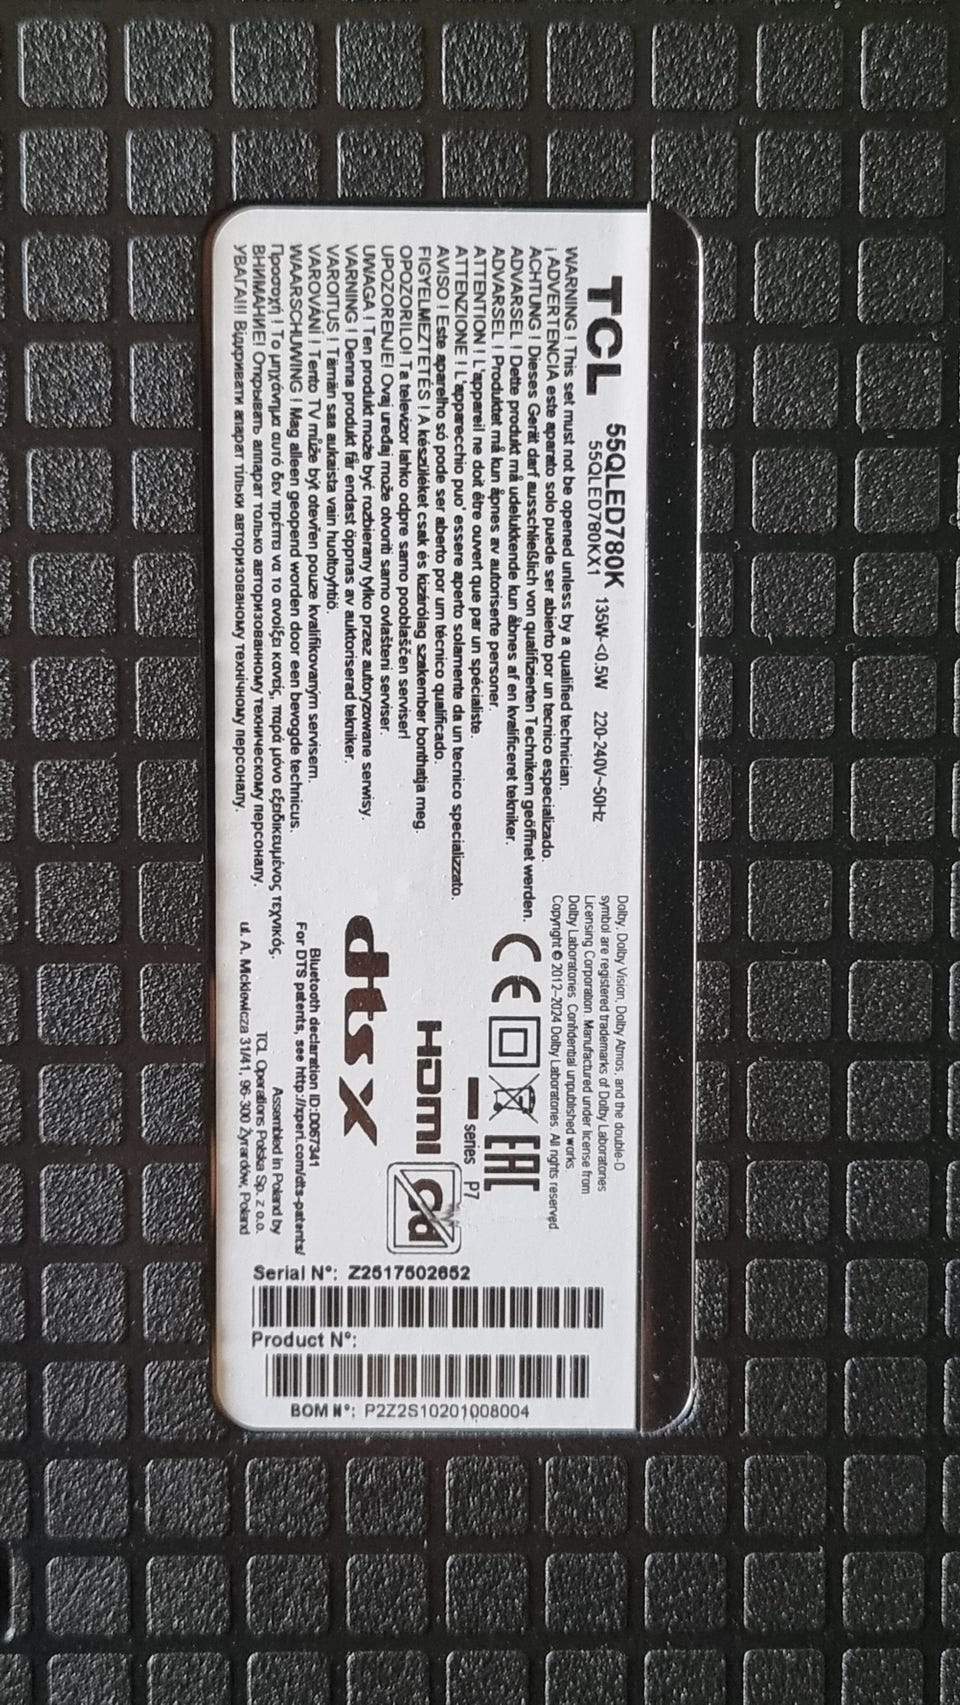 TCL
55QLED780K
55QLED780KX1
135W-<0.5W 220-240V~50Hz
WARNING ! This set must not be opened unless by a qualified technician.
¡ ADVERTENCIA este aparato solo puede ser abierto por un tecnico especializado.
ACHTUNG ! Dieses Gerät darf ausschließlich von qualifizierten Technikern geöffnet werden.
ADVARSEL ! Dette produkt må udelukkende kun åbnes af en kvalificeret tekniker.
ADVARSEL ! Produktet må kun åpnes av autoriserte personer.
ATTENTION ! L'appareil ne doit être ouvert que par un spécialiste.
ATTENZIONE ! L'apparecchio puo' essere aperto solamente da un tecnico specializzato.
AVISO ! Este aparelho só pode ser aberto por um técnico qualificado.
FIGYELMEZTETÉS ! A készüléket csak és kizárólag szakember bonthatja meg.
OPOZORILO! Ta televizor lahko odpre samo pooblaščen serviser!
UPOZORENJE! Ovaj uređaj može otvoriti samo ovlašteni serviser.
UWAGA ! Ten produkt może być rozbierany tylko przez autoryzowane serwisy.
VARNING ! Denna produkt får endast öppnas av auktoriserad tekniker.
VAROITUS ! Tämän saa aukaista vain huoltoyhtiö.
VAROVÁNÍ ! Tento TV může být otevřen pouze kvalifikovaným servisem.
WAARSCHUWING ! Mag alleen geopend worden door een bevogde technicus.
Προσοχή ! Το μηχάνημα αυτό δεν πρέπει να το ανοίξει κανείς, παρά μόνο εξειδικευμένος τεχνικός.
ВНИМАНИЕ! Открывать аппарат только авторизованному техническому персоналу.
УВАГА!!! Відкривати апарат тільки авторизованому технічному персоналу.
Dolby, Dolby Vision, Dolby Atmos, and the double-D
symbol are registered trademarks of Dolby Laboratories
Licensing Corporation. Manufactured under license from
Dolby Laboratories. Confidential unpublished works.
Copyright © 2012–2024 Dolby Laboratories. All rights reserved.
CE EAC
series P7
HDMI
dts X
Bluetooth declaration ID:D067341
For DTS patents, see http://xperi.com/dts-patents/
Assembled in Poland by
TCL Operations Polska Sp. z o.o.
ul. A. Mickiewicza 31/41, 96-300 Żyrardów, Poland
Serial N°: Z2517502652
Product N°:
BOM N°: P2Z2S10201008004